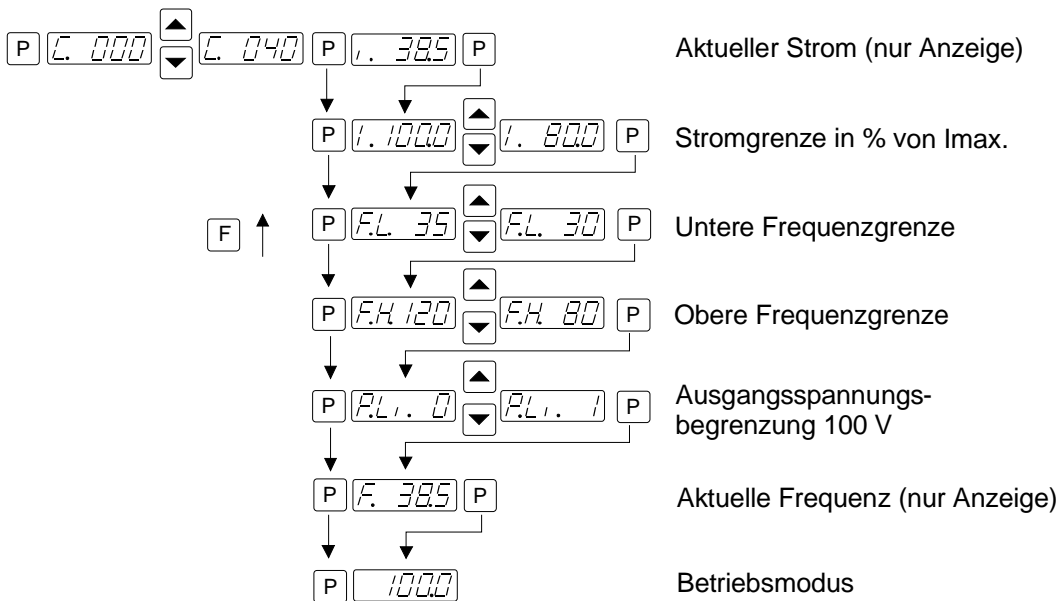 P C. 000 C. 040 P i. 38.5 P Aktueller Strom (nur Anzeige)
P I. 100.0 I. 80.0 P Stromgrenze in % von Imax.
F P F.L. 35 F.L. 30 P Untere Frequenzgrenze
P F.H. 120 F.H. 80 P Obere Frequenzgrenze
P P.Li. 0 P.Li. 1 P Ausgangsspannungs-
begrenzung 100 V
P F. 38.5 P Aktuelle Frequenz (nur Anzeige)
P 100.0 Betriebsmodus